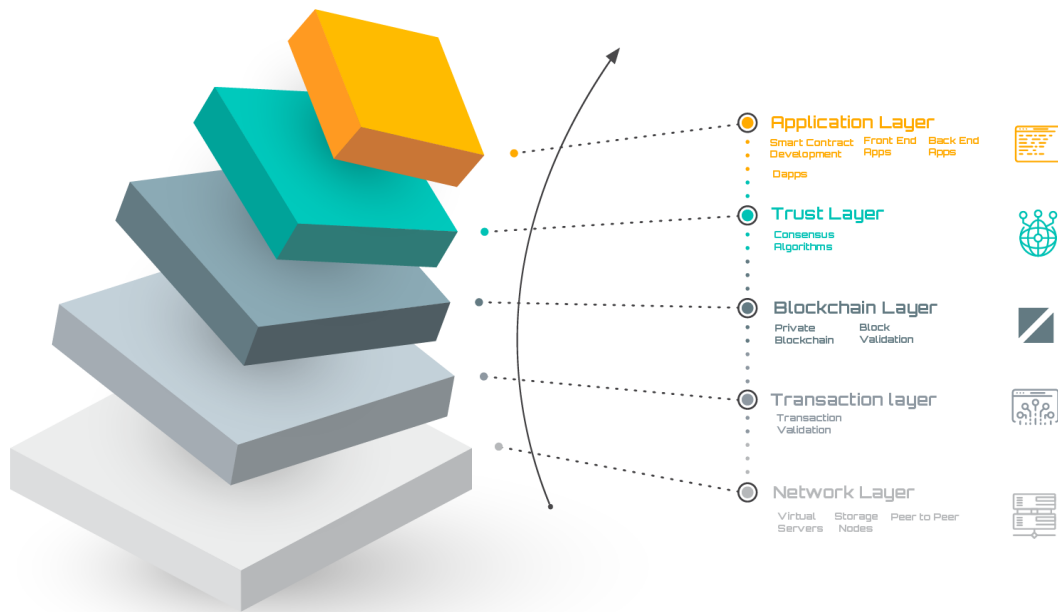 Application Layer
Smart Contract Front End Back End
Development Apps Apps
Dapps
Trust Layer
Consensus
Algorithms
Blockchain Layer
Private Block
Blockchain Validation
Transaction layer
Transaction
Validation
Network Layer
Virtual Storage Peer to Peer
Servers Nodes